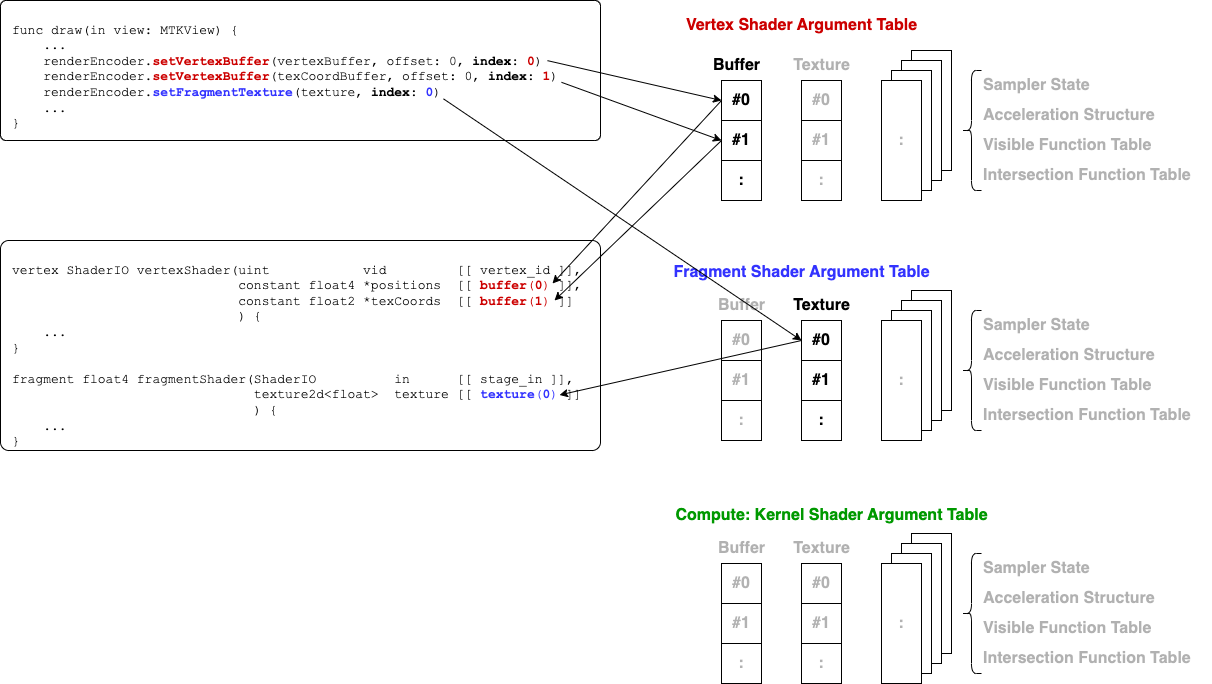 func draw(in view: MTKView) {
    ...
    renderEncoder.setVertexBuffer(vertexBuffer, offset: 0, index: 0)
    renderEncoder.setVertexBuffer(texCoordBuffer, offset: 0, index: 1)
    renderEncoder.setFragmentTexture(texture, index: 0)
    ...
}
vertex ShaderIO vertexShader(uint            vid         [[ vertex_id ]],
                             constant float4 *positions  [[ buffer(0) ]],
                             constant float2 *texCoords  [[ buffer(1) ]]
                             ) {
    ...
}
fragment float4 fragmentShader(ShaderIO          in      [[ stage_in ]],
                               texture2d<float>  texture [[ texture(0) ]]
                               ) {
    ...
}
Vertex Shader Argument Table
Buffer Texture
#0 #0
#1 #1 :
: :
Sampler State
Acceleration Structure
Visible Function Table
Intersection Function Table
Fragment Shader Argument Table
Buffer Texture
#0 #0
#1 #1 :
: :
Sampler State
Acceleration Structure
Visible Function Table
Intersection Function Table
Compute: Kernel Shader Argument Table
Buffer Texture
#0 #0
#1 #1 :
: :
Sampler State
Acceleration Structure
Visible Function Table
Intersection Function Table